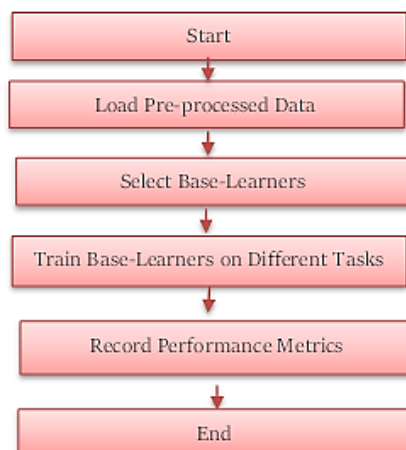 Start
Load Pre-processed Data
Select Base-Learners
Train Base-Learners on Different Tasks
Record Performance Metrics
End